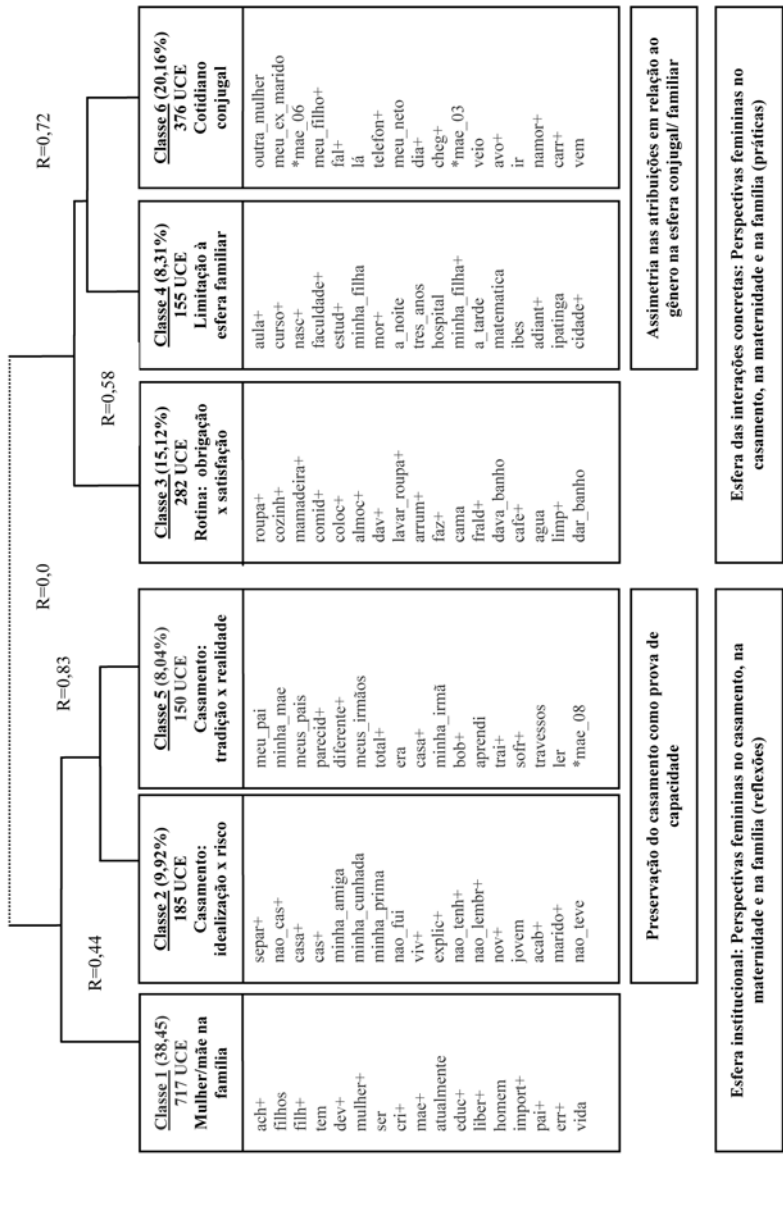 R=0,0
R=0,44
R=0,83
R=0,58
R=0,72
Classe 1 (38,45)
717 UCE
Mulher/mãe na
família
ach+
filhos
filh+
tem
dev+
mulher+
ser
cri+
mae+
atualmente
educ+
liber+
homem
import+
pai+
err+
vida
Classe 2 (9,92%)
185 UCE
Casamento:
idealização x risco
separ+
nao_cas+
casa+
cas+
minha_amiga
minha_cunhada
minha_prima
nao_fui
viv+
explic+
nao_tenh+
nao_lembr+
nov+
jovem
acab+
marido+
nao_teve
Classe 5 (8,04%)
150 UCE
Casamento:
tradição x realidade
meu_pai
minha_mae
meus_pais
parecid+
diferente+
meus_irmãos
total+
era
casa+
minha_irmã
bob+
aprendi
trai+
sofr+
travessos
ler
*mae_08
Classe 3 (15,12%)
282 UCE
Rotina: obrigação
x satisfação
roupa+
cozinh+
mamadeira+
comid+
coloc+
almoc+
dav+
lavar_roupa+
arrum+
faz+
cama
frald+
dava_banho
cafe+
agua
limp+
dar_banho
Classe 4 (8,31%)
155 UCE
Limitação à
esfera familiar
aula+
curso+
nasc+
faculdade+
estud+
minha_filha
mor+
a_noite
tres_anos
hospital
minha_filha+
a_tarde
matematica
ibes
adiant+
ipatinga
cidade+
Classe 6 (20,16%)
376 UCE
Cotidiano
conjugal
outra_mulher
meu_ex_marido
*mae_06
meu_filho+
fal+
lá
telefon+
meu_neto
dia+
cheg+
*mae_03
veio
avo+
ir
namor+
carr+
vem
Preservação do casamento como prova de
capacidade
Assimetria nas atribuições em relação ao
gênero na esfera conjugal/ familiar
Esfera institucional: Perspectivas femininas no casamento, na
maternidade e na família (reflexões)
Esfera das interações concretas: Perspectivas femininas no
casamento, na maternidade e na família (práticas)